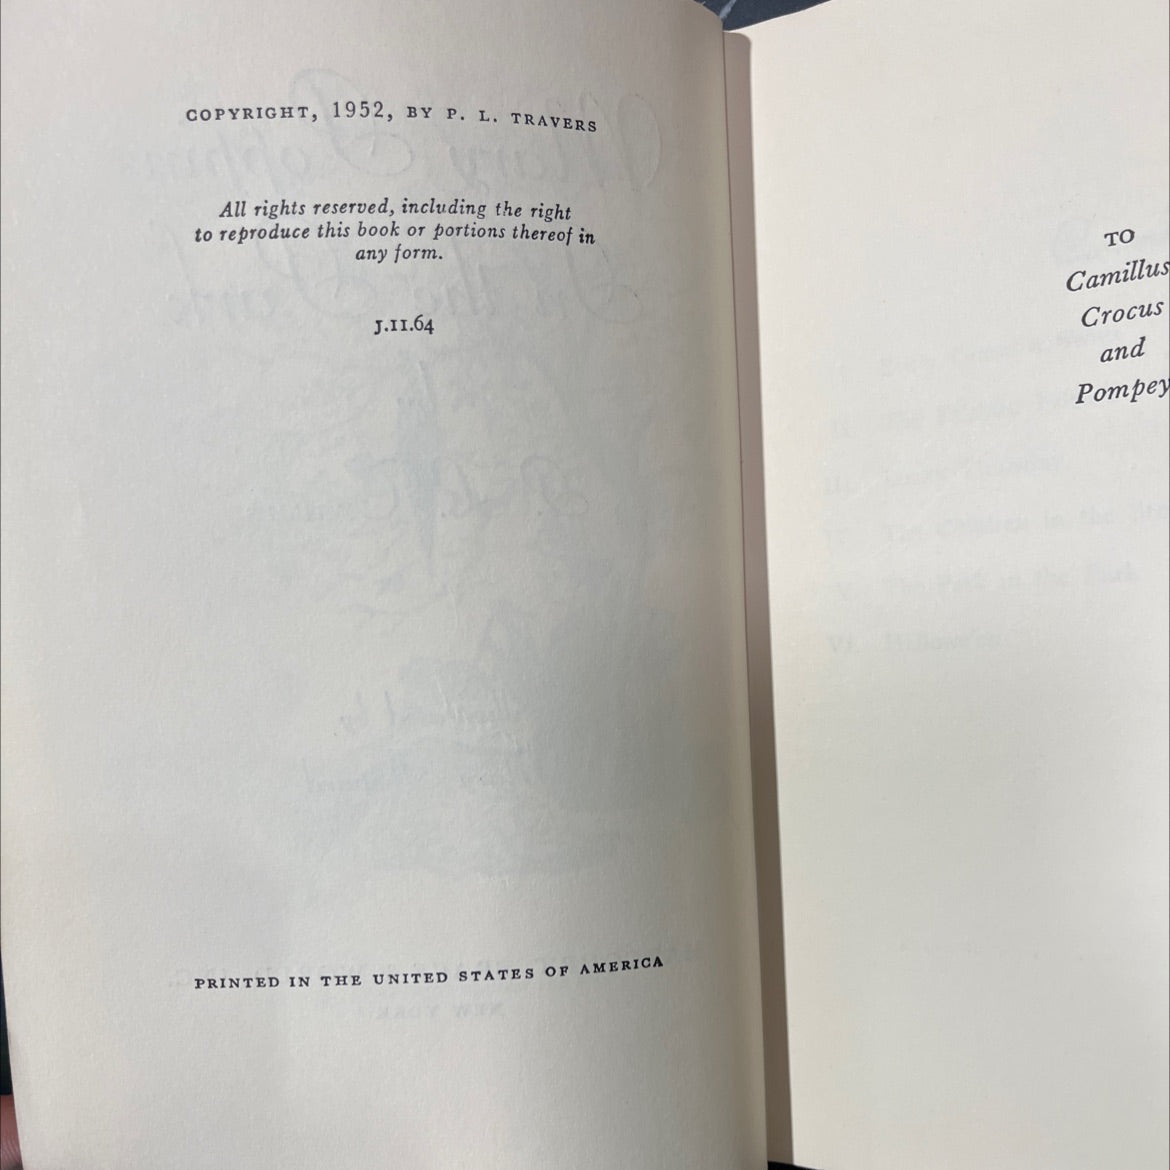 COPYRIGHT, 1952, BY P. L. TRAVERS
All rights reserved, including the right
to reproduce this book or portions thereof in
any form.
J.11.64
PRINTED IN THE UNITED STATES OF AMERICA
TO
Camillus
Crocus
and
Pompey